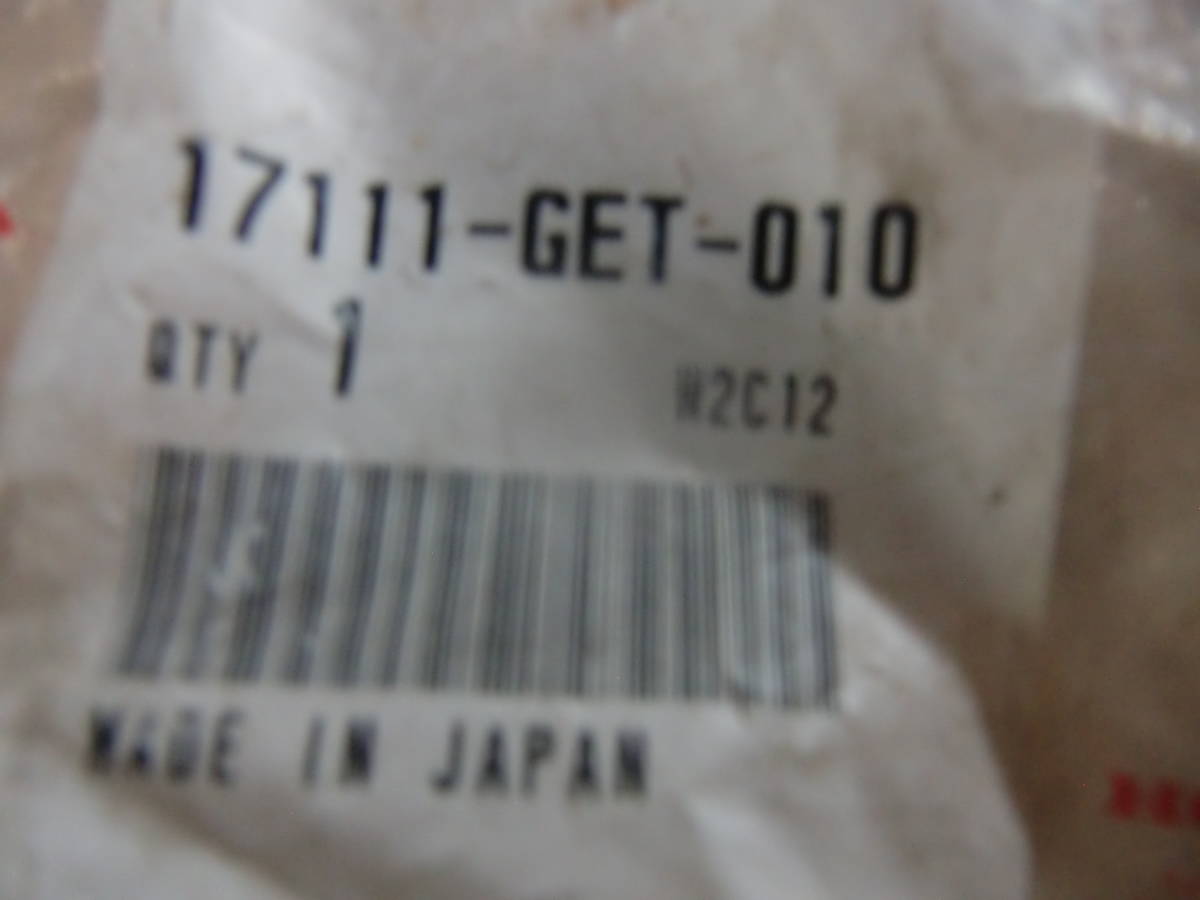 17111-GET-010
QTY 1 H2C12
MADE IN JAPAN